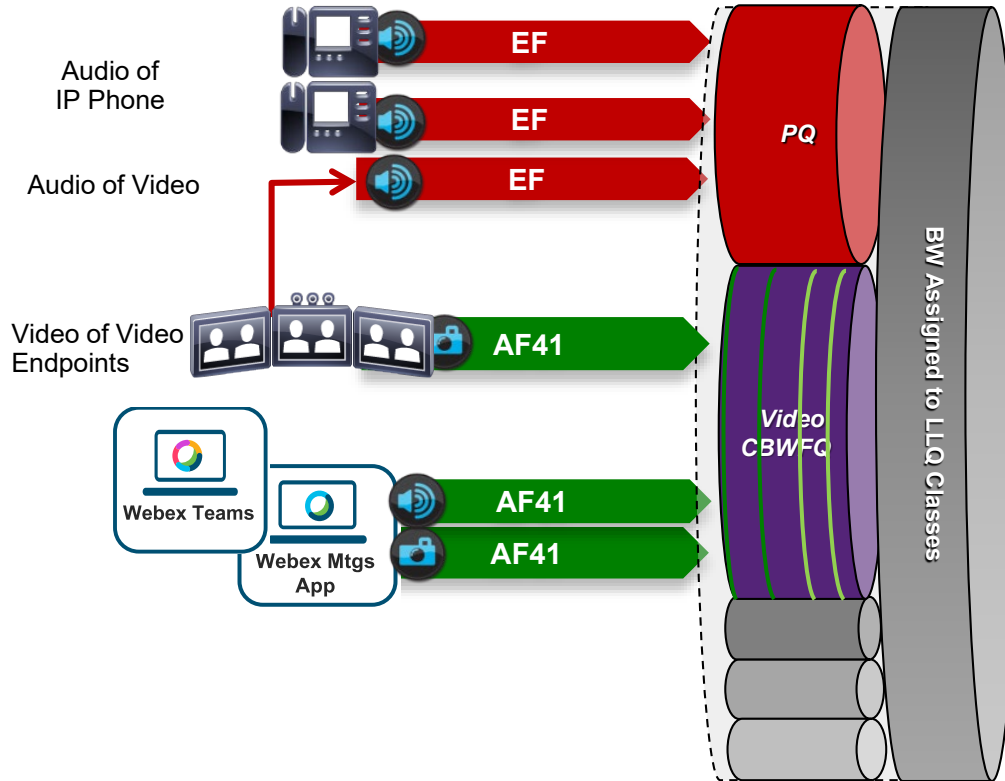 Audio of
IP Phone
EF
EF
PQ
Audio of Video
EF
Video of Video
Endpoints
AF41
Video
CBWFQ
Webex Teams
AF41
Webex Mtgs
App
AF41
BW Assigned to LLQ Classes